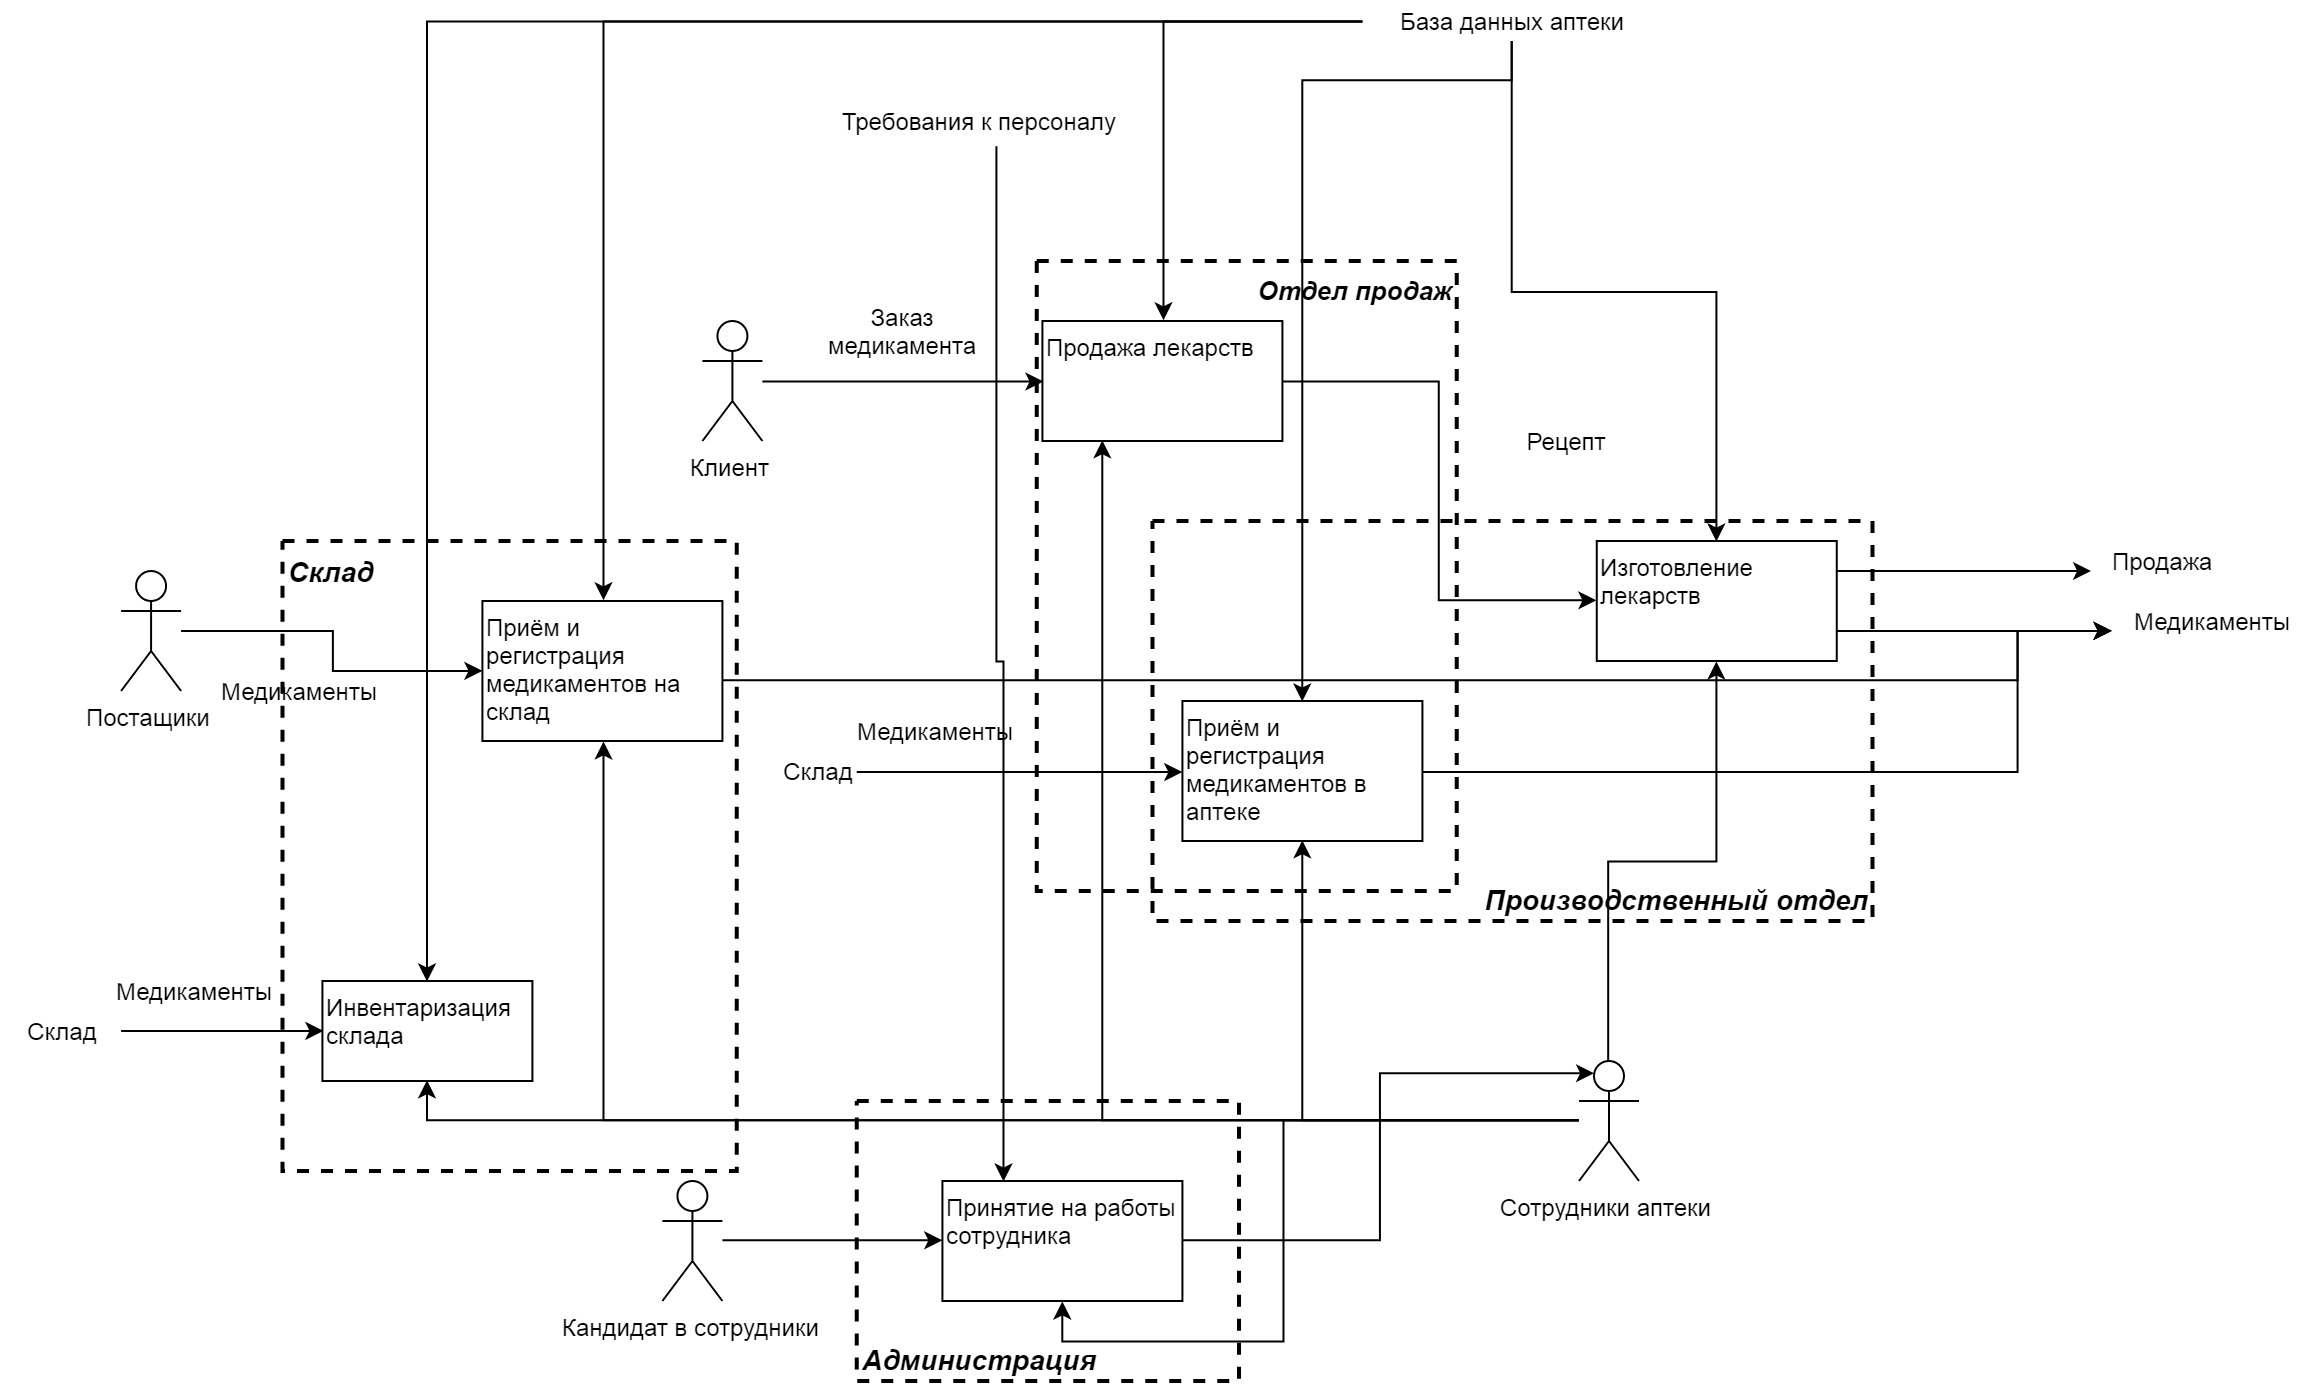 База данных аптеки
Требования к персоналу
Отдел продаж
Заказ
медикамента
Продажа лекарств
Клиент
Рецепт
Склад
Изготовление
лекарств
Продажа
Медикаменты
Приём и
регистрация
медикаментов на
склад
Медикаменты
Постащики
Медикаменты
Склад
Приём и
регистрация
медикаментов в
аптеке
Производственный отдел
Медикаменты
Склад
Инвентаризация
склада
Сотрудники аптеки
Принятие на работы
сотрудника
Кандидат в сотрудники
Администрация